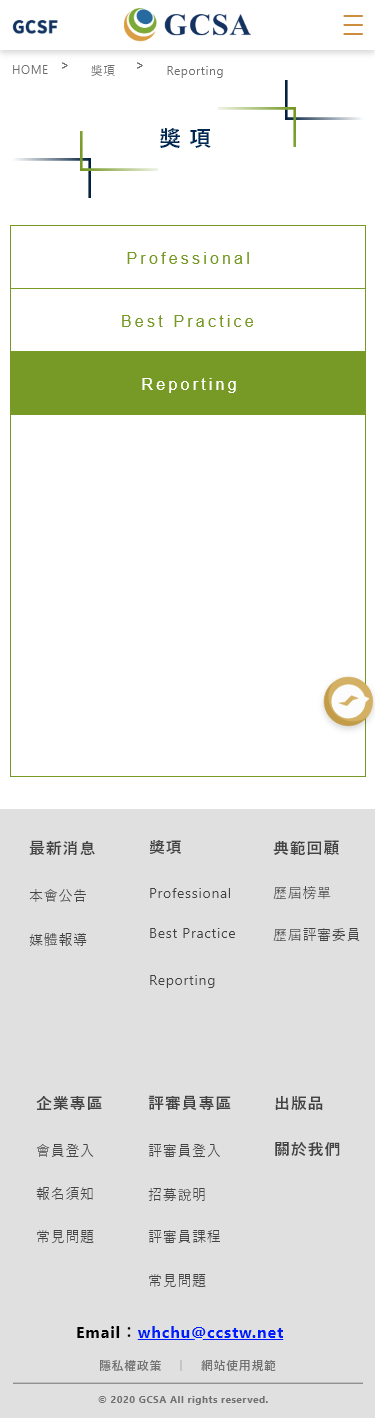 GCSF
GCSA
HOME > 獎項 > Reporting
獎項
Professional
Best Practice
Reporting
最新消息
本會公告
媒體報導
獎項
Professional
Best Practice
Reporting
典範回顧
歷屆榜單
歷屆評審委員
企業專區
會員登入
報名須知
常見問題
評審員專區
評審員登入
招募說明
評審員課程
常見問題
出版品
關於我們
Email：whchu@ccstw.net
隱私權政策 | 網站使用規範
© 2020 GCSA All rights reserved.